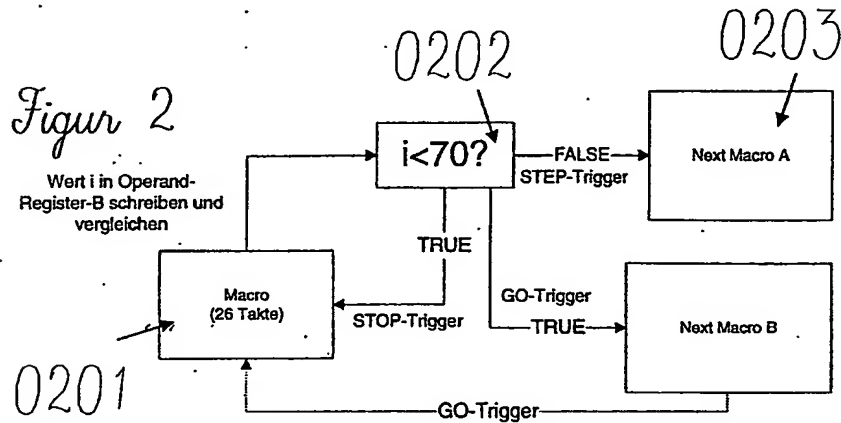 Figur 2
0202
0203
i<70?
FALSE
STEP-Trigger
Next Macro A
Wert i in Operand-
Register-B schreiben und
vergleichen
TRUE
STOP-Trigger
GO-Trigger
TRUE
Macro
(26 Takte)
Next Macro B
0201
GO-Trigger